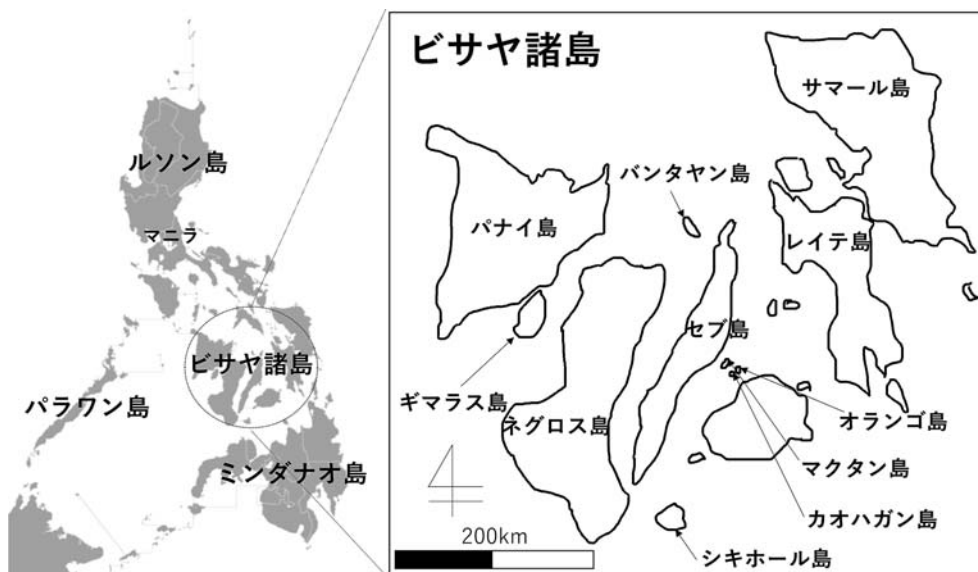 ルソン島
マニラ
ビサヤ諸島
パラワン島
ミンダナオ島
ビサヤ諸島
サマール島
バンタヤン島
パナイ島
レイテ島
セブ島
ギマラス島
ネグロス島
オランゴ島
マクタン島
カオハガン島
シキホール島
200km